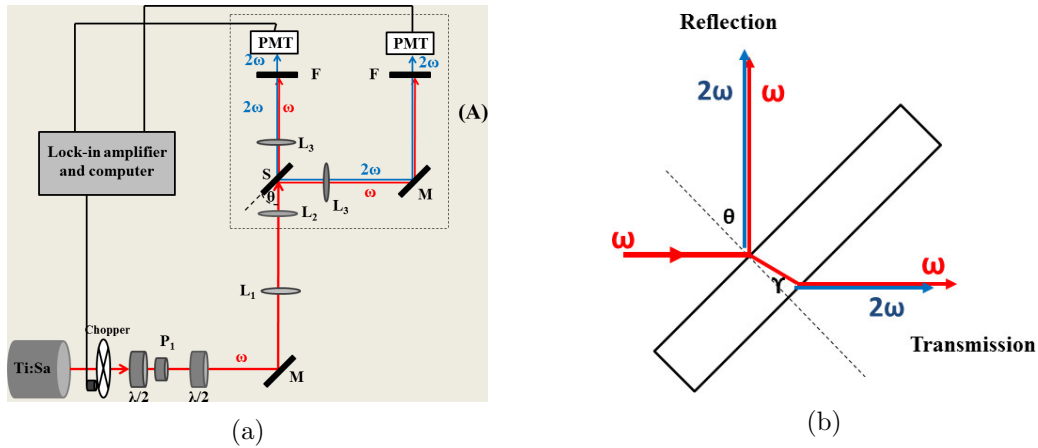 PMT
PMT
2ω
2ω
F
F
(A)
2ω
ω
L3
Lock-in amplifier
and computer
S
2ω
θ
ω
M
L2
L3
L1
Chopper
P1
Ti:Sa
ω
M
λ/2
λ/2
(a)
Reflection
2ω
ω
θ
ω
ω
ϒ
2ω
Transmission
(b)